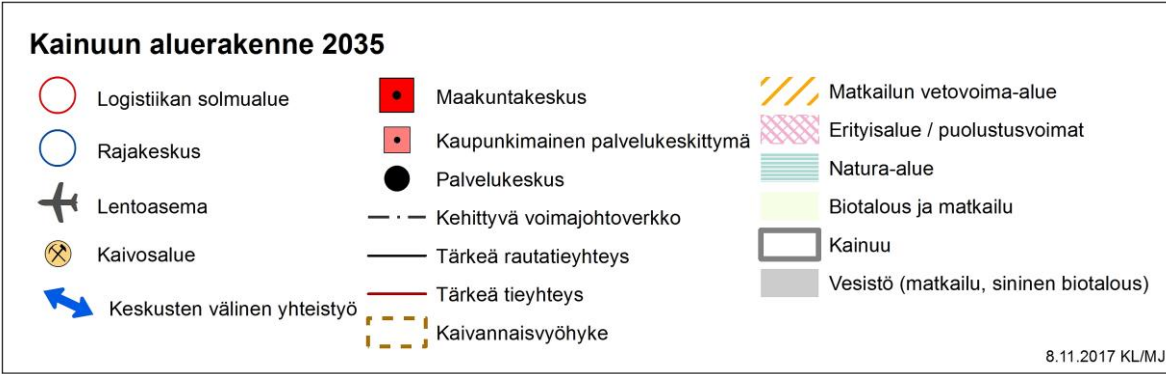 Kainuun aluerakenne 2035
Logistiikan solmualue
Rajakeskus
Lentoasema
Kaivosalue
Keskusten välinen yhteistyö
Maakuntakeskus
Kaupunkimainen palvelukeskittymä
Palvelukeskus
Kehittyvä voimajohtoverkko
Tärkeä rautatieyhteys
Tärkeä tieyhteys
Kaivannaisvyöhyke
Matkailun vetovoima-alue
Erityisalue / puolustusvoimat
Natura-alue
Biotalous ja matkailu
Kainuu
Vesistö (matkailu, sininen biotalous)
8.11.2017 KL/MJ